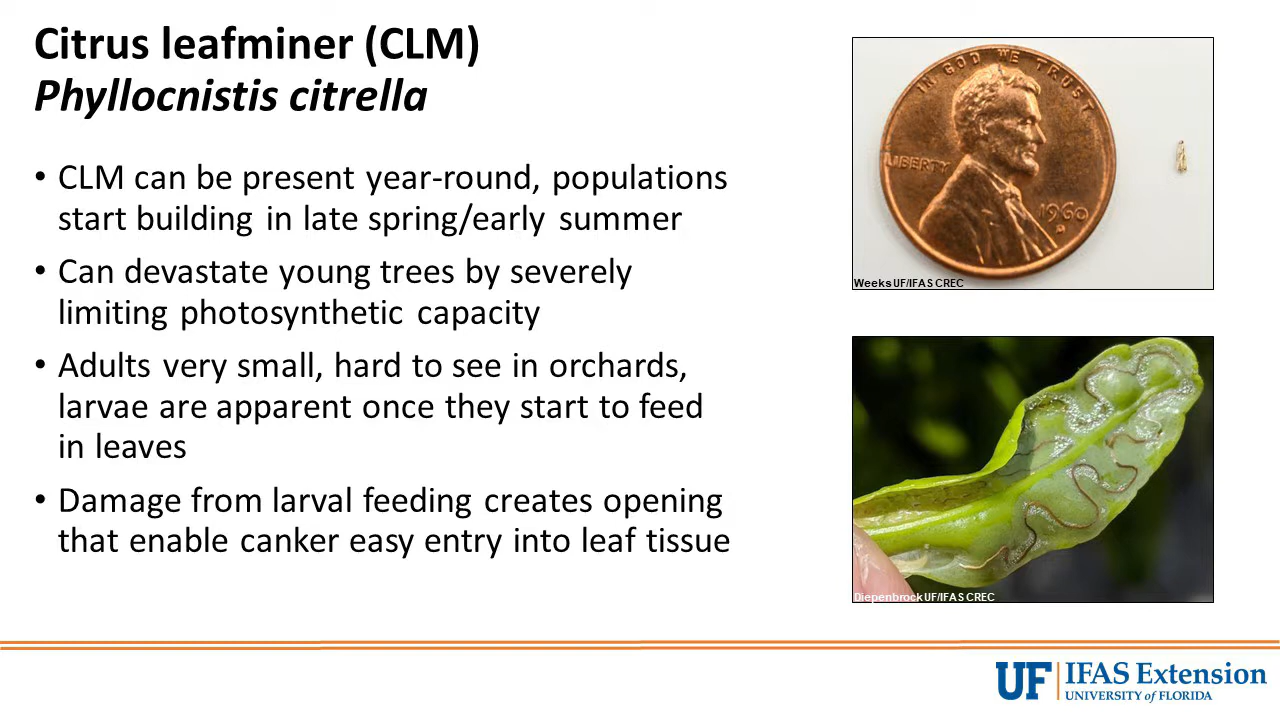 Citrus leafminer (CLM)
Phyllocnistis citrella
• CLM can be present year-round, populations
start building in late spring/early summer
• Can devastate young trees by severely
limiting photosynthetic capacity
• Adults very small, hard to see in orchards,
larvae are apparent once they start to feed
in leaves
• Damage from larval feeding creates opening
that enable canker easy entry into leaf tissue
IN GOD WE TRUST
LIBERTY
1960
D
Weeks UF/IFAS CREC
Diepenbrock UF/IFAS CREC
UF IFAS Extension
UNIVERSITY of FLORIDA